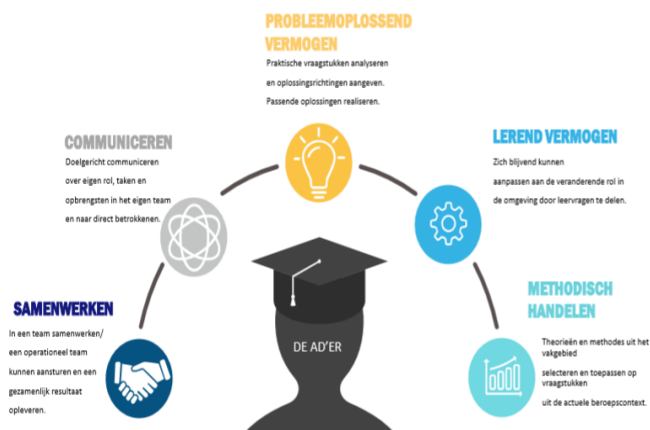 PROBLEEMOPLOSSEND
VERMOGEN
Praktische vraagstukken analyseren
en oplossingsrichtingen aangeven.
Passende oplossingen realiseren.
COMMUNICEREN
Doelgericht communiceren
over eigen rol, taken en
opbrengsten in het eigen team
en naar direct betrokkenen.
LEREND VERMOGEN
Zich blijvend kunnen
aanpassen aan de veranderende rol in
de omgeving door leervragen te delen.
SAMENWERKEN
In een team samenwerken/
een operationeel team
kunnen aansturen en een
gezamenlijk resultaat
opleveren.
DE AD'ER
METHODISCH
HANDELEN
Theorieën en methodes uit het
vakgebied
selecteren en toepassen op
vraagstukken
uit de actuele beroepscontext.